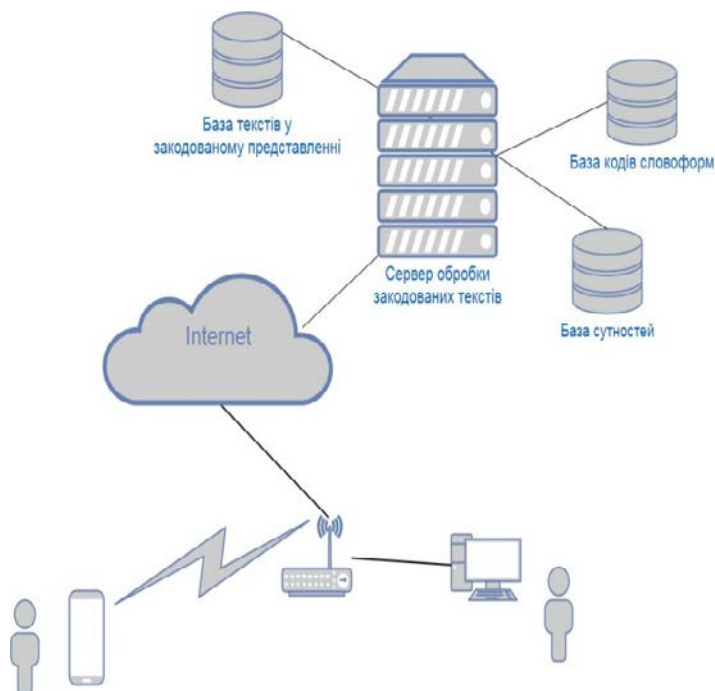 База текстів у
закодованому представленні
База кодів словоформ
Сервер обробки
закодованих текстів
База сутностей
Internet